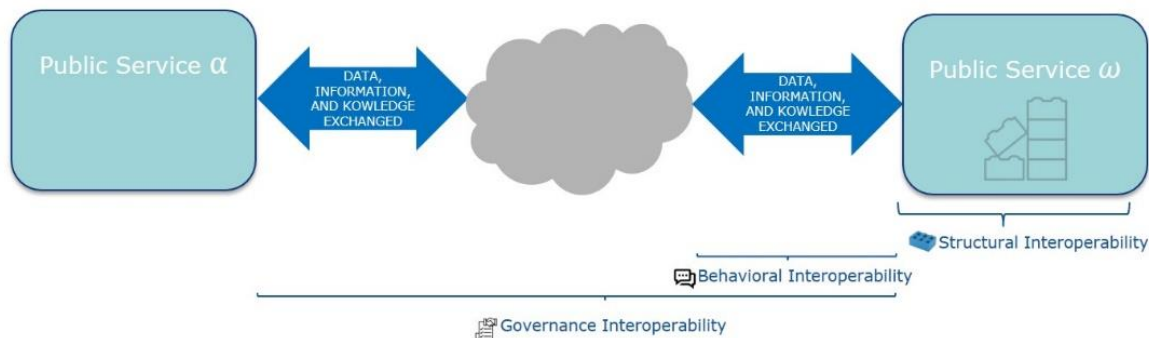 Public Service α
DATA,
INFORMATION,
AND KOWLEDGE
EXCHANGED
DATA,
INFORMATION,
AND KOWLEDGE
EXCHANGED
Public Service ω
Structural Interoperability
Behavioral Interoperability
Governance Interoperability